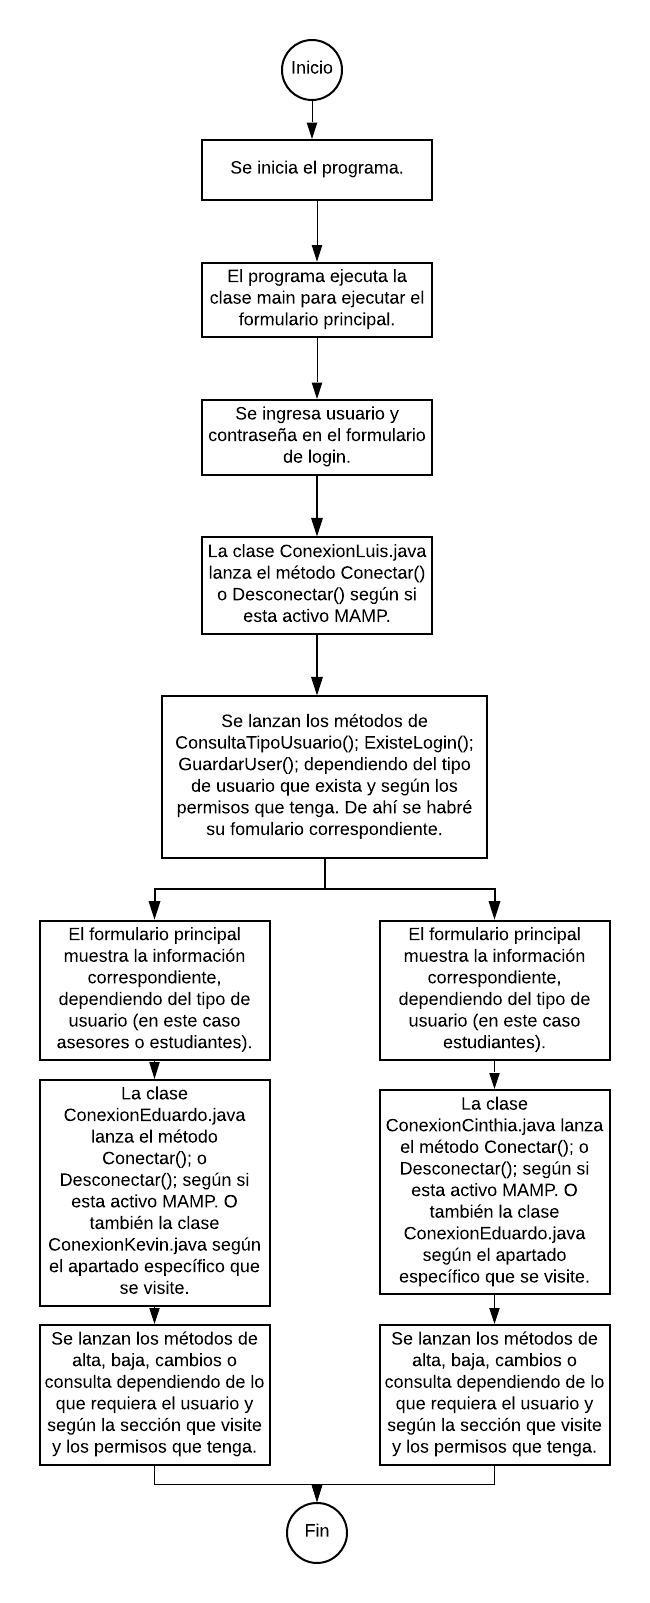 Inicio
Se inicia el programa.
El programa ejecuta la
clase main para ejecutar el
formulario principal.
Se ingresa usuario y
contraseña en el formulario
de login.
La clase ConexionLuis.java
lanza el método Conectar()
o Desconectar() según si
esta activo MAMP.
Se lanzan los métodos de
ConsultaTipoUsuario(); ExisteLogin();
GuardarUser(); dependiendo del tipo
de usuario que exista y según los
permisos que tenga. De ahí se habré
su fomulario correspondiente.
El formulario principal
muestra la información
correspondiente,
dependiendo del tipo de
usuario (en este caso
asesores o estudiantes).
La clase
ConexionEduardo.java
lanza el método
Conectar(); o
Desconectar(); según si
esta activo MAMP. O
también la clase
ConexionKevin.java según
el apartado específico que
se visite.
Se lanzan los métodos de
alta, baja, cambios o
consulta dependiendo de lo
que requiera el usuario y
según la sección que visite
y los permisos que tenga.
El formulario principal
muestra la información
correspondiente,
dependiendo del tipo de
usuario (en este caso
estudiantes).
La clase
ConexionCinthia.java lanza
el método Conectar(); o
Desconectar(); según si
esta activo MAMP. O
también la clase
ConexionEduardo.java
según el apartado
específico que se visite.
Se lanzan los métodos de
alta, baja, cambios o
consulta dependiendo de lo
que requiera el usuario y
según la sección que visite
y los permisos que tenga.
Fin